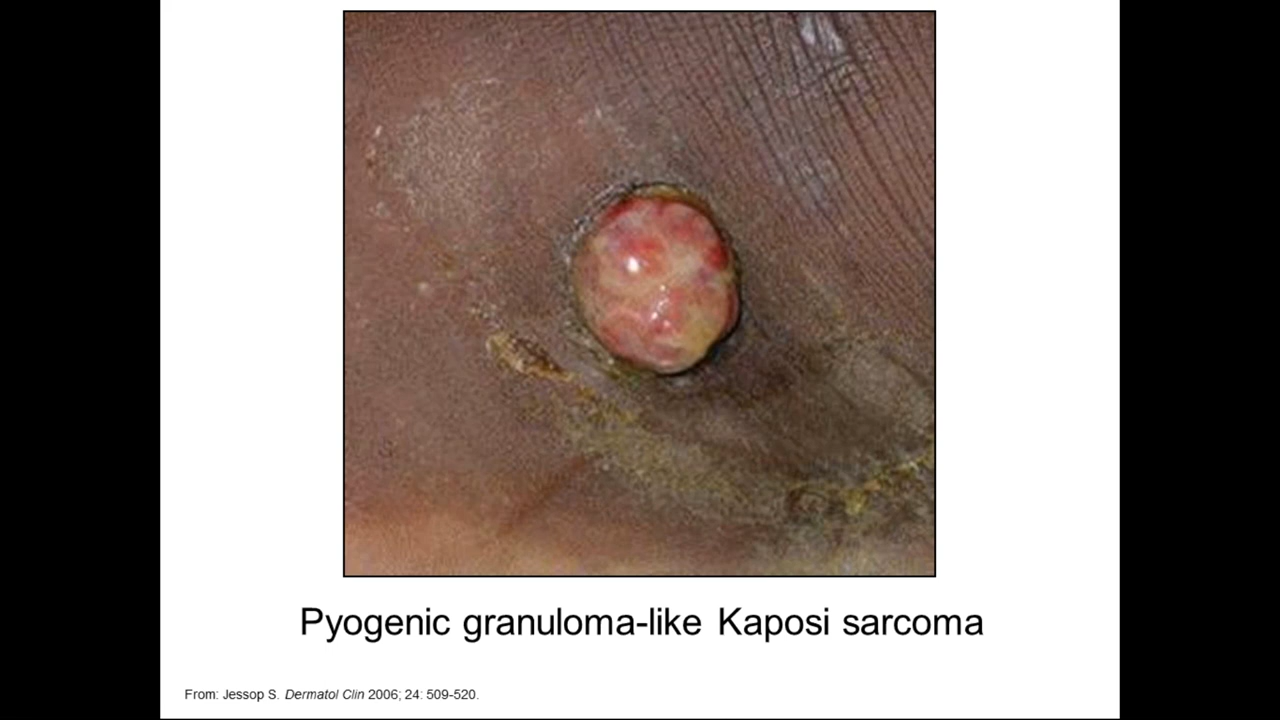 Pyogenic granuloma-like Kaposi sarcoma
From: Jessop S. Dermatol Clin 2006; 24: 509-520.